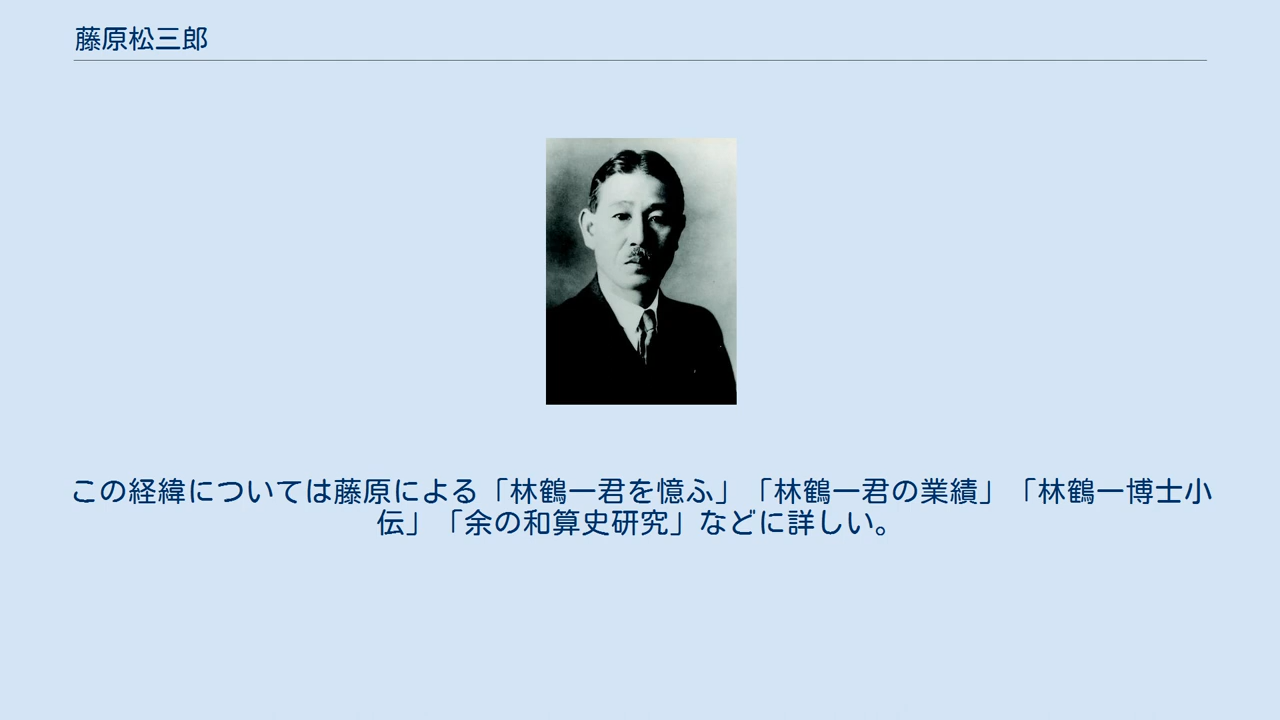 藤原松三郎
この経緯については藤原による「林鶴一君を憶ふ」「林鶴一君の業績」「林鶴一博士小
伝」「余の和算史研究」などに詳しい。